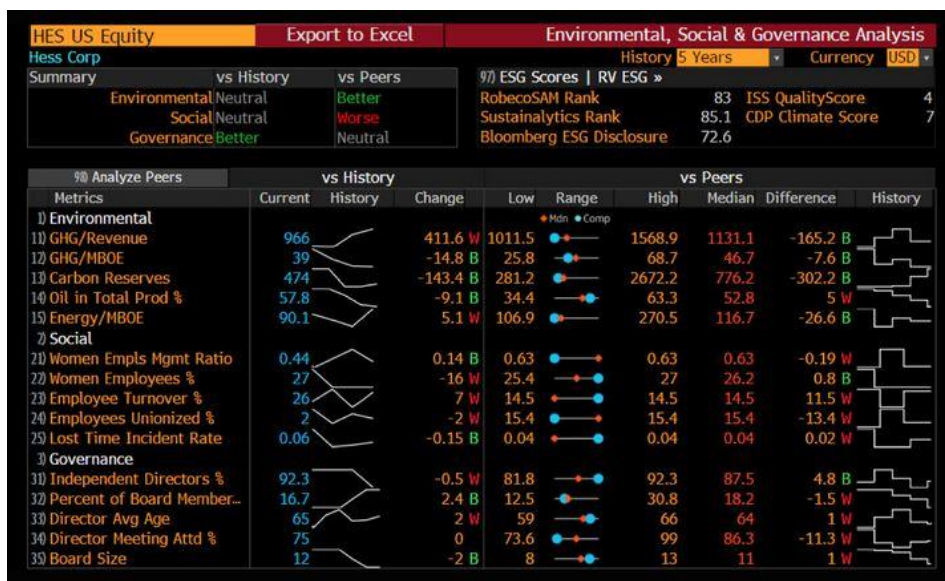 HES US Equity Export to Excel Environmental, Social & Governance Analysis
Hess Corp History 5 Years Currency USD
Summary vs History vs Peers 97) ESG Scores | RV ESG »
Environmental Neutral Better RobecoSAM Rank 83 ISS QualityScore 4
Social Neutral Worse Sustainalytics Rank 85.1 CDP Climate Score 7
Governance Better Neutral Bloomberg ESG Disclosure 72.6
98) Analyze Peers vs History vs Peers
Metrics Current History Change Low Range High Median Difference History
1) Environmental Mdn Comp
11) GHG/Revenue 966 411.6 W 1011.5 1568.9 1131.1 -165.2 B
12) GHG/MBOE 39 -14.8 B 25.8 68.7 46.7 -7.6 B
13) Carbon Reserves 474 -143.4 B 281.2 2672.2 776.2 -302.2 B
14) Oil in Total Prod % 57.8 -9.1 B 34.4 63.3 52.8 5 W
15) Energy/MBOE 90.1 5.1 W 106.9 270.5 116.7 -26.6 B
2) Social
21) Women Empls Mgmt Ratio 0.44 0.14 B 0.63 0.63 0.63 -0.19 W
22) Women Employees % 27 -16 W 25.4 27 26.2 0.8 B
23) Employee Turnover % 26 7 W 14.5 14.5 14.5 11.5 W
24) Employees Unionized % 2 -2 W 15.4 15.4 15.4 -13.4 W
25) Lost Time Incident Rate 0.06 -0.15 B 0.04 0.04 0.04 0.02 W
3) Governance
31) Independent Directors % 92.3 -0.5 W 81.8 92.3 87.5 4.8 B
32) Percent of Board Member... 16.7 2.4 B 12.5 30.8 18.2 -1.5 W
33) Director Avg Age 65 2 W 59 66 64 1 W
34) Director Meeting Attd % 75 0 73.6 99 86.3 -11.3 W
35) Board Size 12 -2 B 8 13 11 1 W